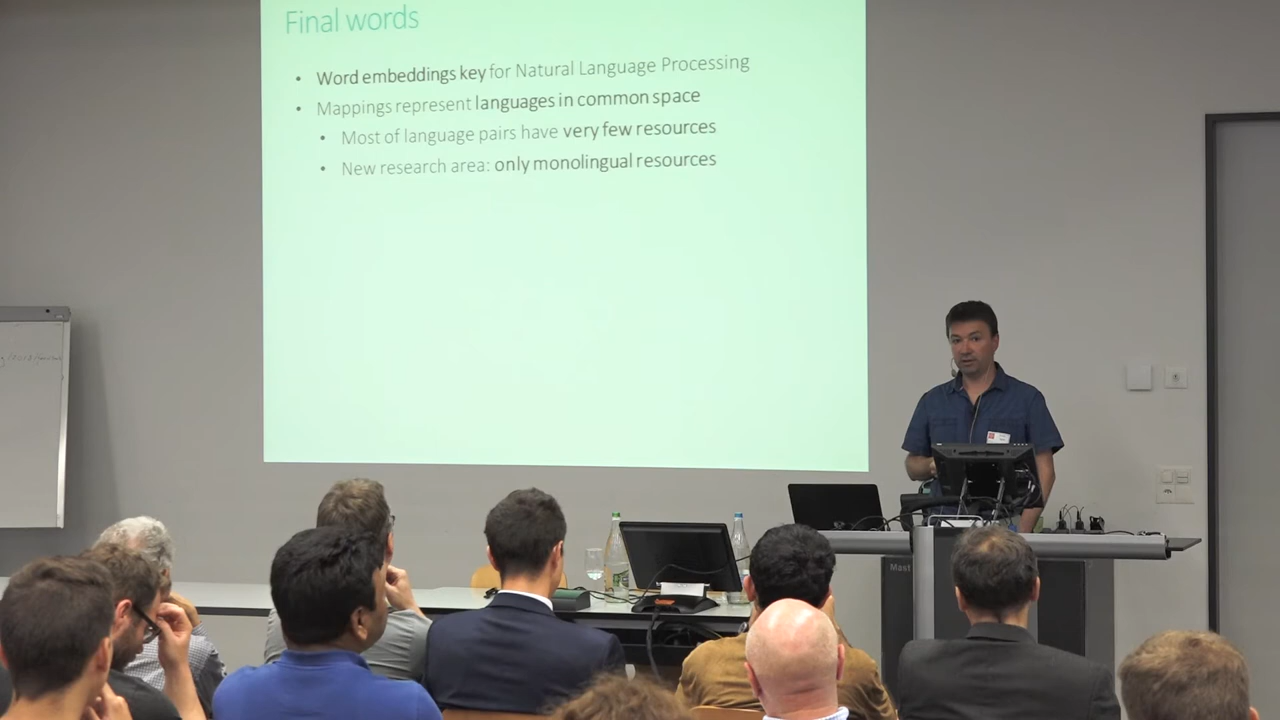 Final words
• Word embeddings key for Natural Language Processing
• Mappings represent languages in common space
• Most of language pairs have very few resources
• New research area: only monolingual resources
Mast